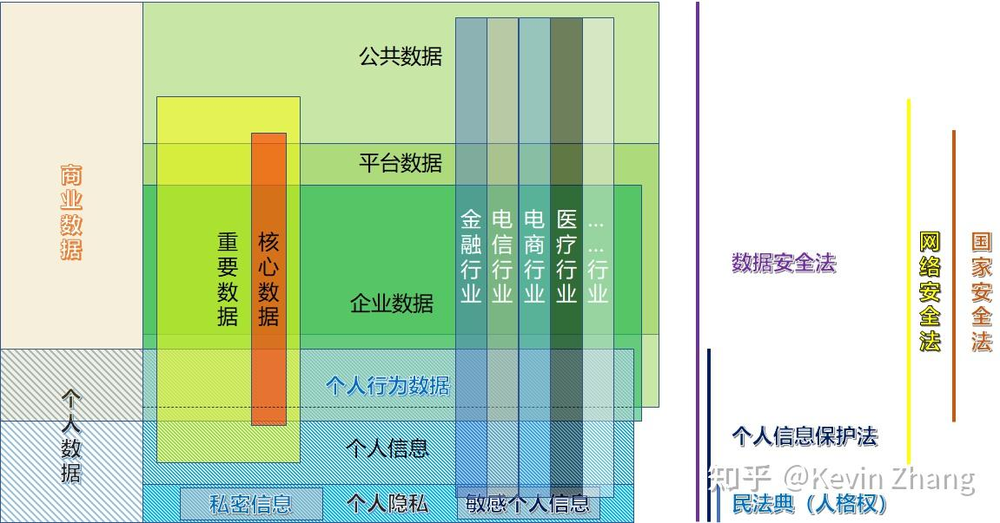 公共数据
平台数据
商业数据
金融行业
电信行业
电商行业
医疗行业
……行业
重要数据
核心数据
企业数据
数据安全法
网络安全法
国家安全法
个人行为数据
个人数据
个人信息
个人信息保护法
知乎 @Kevin Zhang
私密信息
个人隐私
敏感个人信息
民法典（人格权）